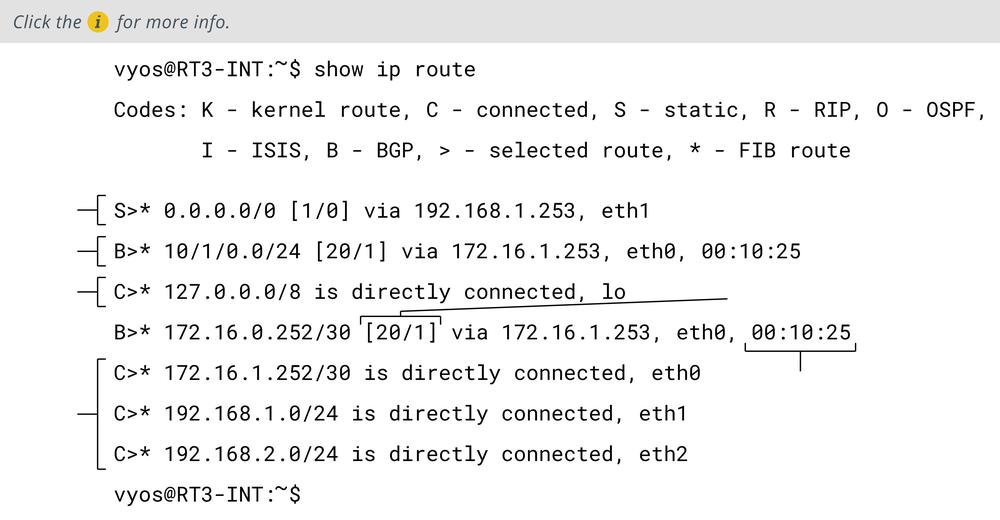 Click the i for more info.
vyos@RT3-INT:~$ show ip route
Codes: K - kernel route, C - connected, S - static, R - RIP, O - OSPF,
I - ISIS, B - BGP, > - selected route, * - FIB route
S>* 0.0.0.0/0 [1/0] via 192.168.1.253, eth1
B>* 10/1/0.0/24 [20/1] via 172.16.1.253, eth0, 00:10:25
C>* 127.0.0.0/8 is directly connected, lo
B>* 172.16.0.252/30 [20/1] via 172.16.1.253, eth0, 00:10:25
C>* 172.16.1.252/30 is directly connected, eth0
C>* 192.168.1.0/24 is directly connected, eth1
C>* 192.168.2.0/24 is directly connected, eth2
vyos@RT3-INT:~$